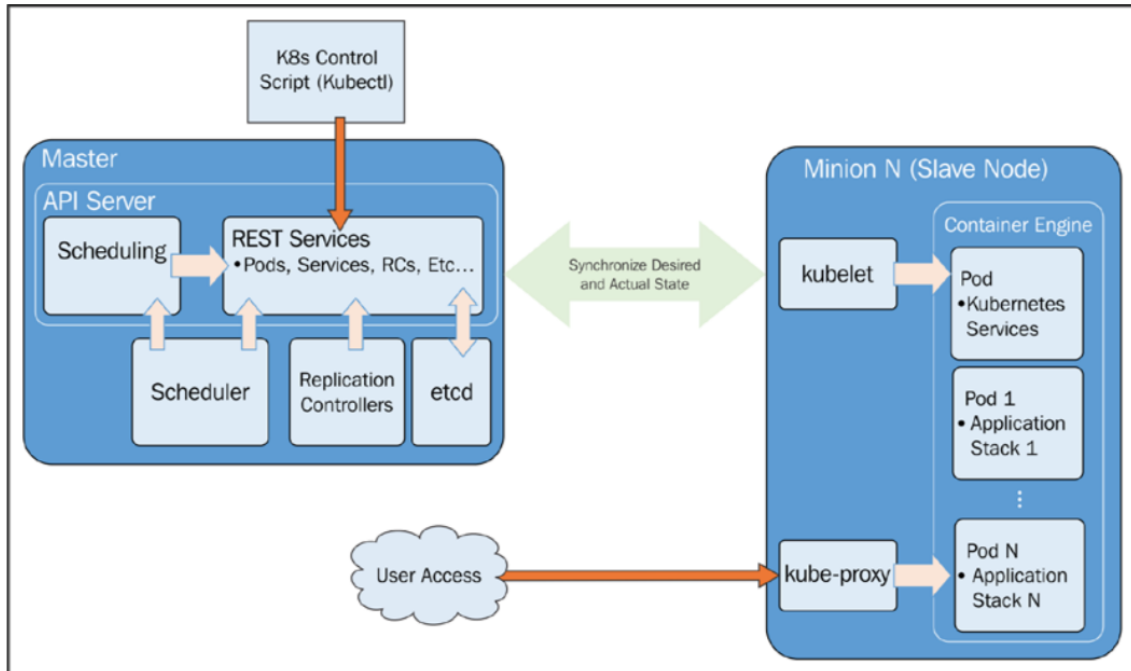 K8s Control
Script (Kubectl)
Master
API Server
Scheduling
REST Services
•Pods, Services, RCs, Etc...
Scheduler
Replication
Controllers
etcd
Synchronize Desired
and Actual State
Minion N (Slave Node)
Container Engine
kubelet
Pod
•Kubernetes
Services
Pod 1
• Application
Stack 1
...
User Access
kube-proxy
Pod N
• Application
Stack N